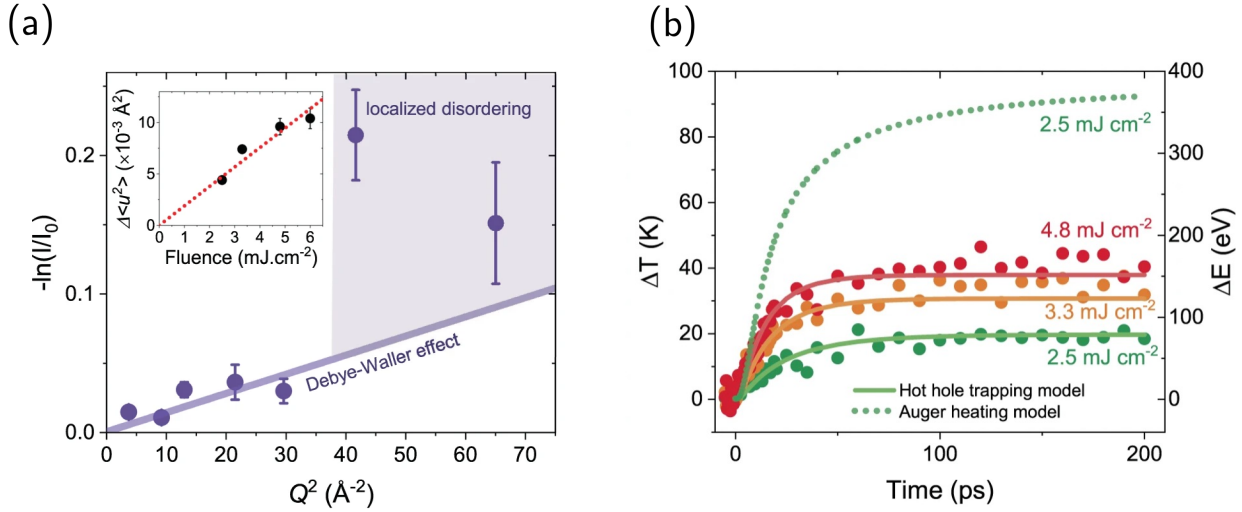 (a)
-ln(I/I0)
0.2
0.1
0.0
0 10 20 30 40 50 60 70
Q² (Å⁻²)
localized disordering
Debye-Waller effect
Δ<u²> (×10⁻³ Å²)
10
5
0
0 1 2 3 4 5 6
Fluence (mJ.cm⁻²)
(b)
ΔT (K)
100
80
60
40
20
0
0 100 200
Time (ps)
400
300
200
100
0
ΔE (eV)
2.5 mJ cm⁻²
4.8 mJ cm⁻²
3.3 mJ cm⁻²
2.5 mJ cm⁻²
Hot hole trapping model
Auger heating model